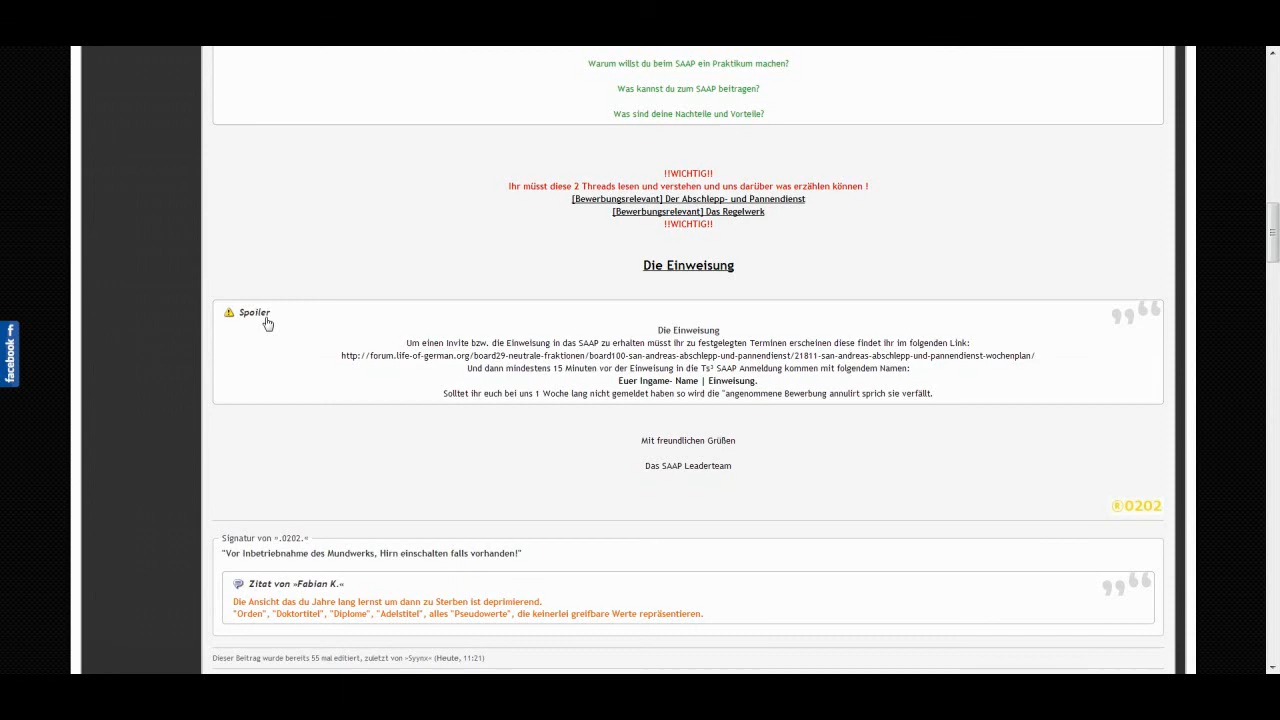 Warum willst du beim SAAP ein Praktikum machen?
Was kannst du zum SAAP beitragen?
Was sind deine Nachteile und Vorteile?
!!WICHTIG!!
Ihr müsst diese 2 Threads lesen und verstehen und uns darüber was erzählen können !
[Bewerbungsrelevant] Der Abschlepp- und Pannendienst
[Bewerbungsrelevant] Das Regelwerk
!!WICHTIG!!
Die Einweisung
Spoiler
Die Einweisung
Um einen Invite bzw. die Einweisung in das SAAP zu erhalten müsst ihr zu festgelegten Terminen erscheinen diese findet ihr im folgenden Link:
http://forum.life-of-german.org/board29-neutrale-fraktionen/board100-san-andreas-abschlepp-und-pannendienst/21811-san-andreas-abschlepp-und-pannendienst-wochenplan/
Und dann mindestens 15 Minuten vor der Einweisung in die Ts³ SAAP Anmeldung kommen mit folgendem Namen:
Euer Ingame- Name | Einweisung.
Solltet ihr euch bei uns 1 Woche lang nicht gemeldet haben so wird die "angenommene Bewerbung annulirt sprich sie verfällt.
facebook
Mit freundlichen Grüßen
Das SAAP Leaderteam
®0202
Signatur von ».0202.«
"Vor Inbetriebnahme des Mundwerks, Hirn einschalten falls vorhanden!"
Zitat von »Fabian K.«
Die Ansicht das du Jahre lang lernst um dann zu Sterben ist deprimierend.
"Orden", "Doktortitel", "Diplome", "Adelstitel", alles "Pseudowerte", die keinerlei greifbare Werte repräsentieren.
Dieser Beitrag wurde bereits 55 mal editiert, zuletzt von »Syynx« (Heute, 11:21)